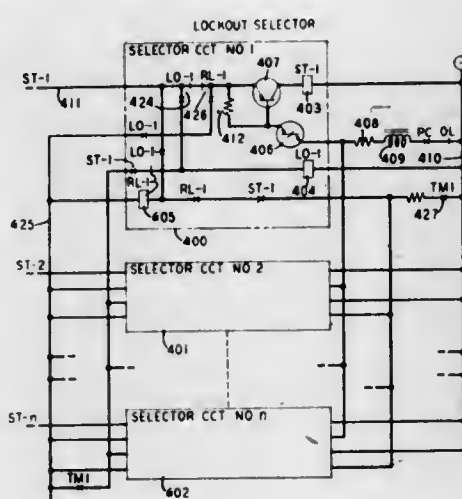 LOCKOUT SELECTOR
SELECTOR CCT NO 1
407
ST-1
LO-1
RL-1
ST-1
411
424
426
403
408
PC OL
LO-1
412
406
409
410
LO-1
LO-1
ST-1
RL-1
RL-1
ST-1
404
TM1
605
427
425
400
ST-2
SELECTOR CCT NO. 2
401
ST-n
SELECTOR CCT NO n
TM1
602